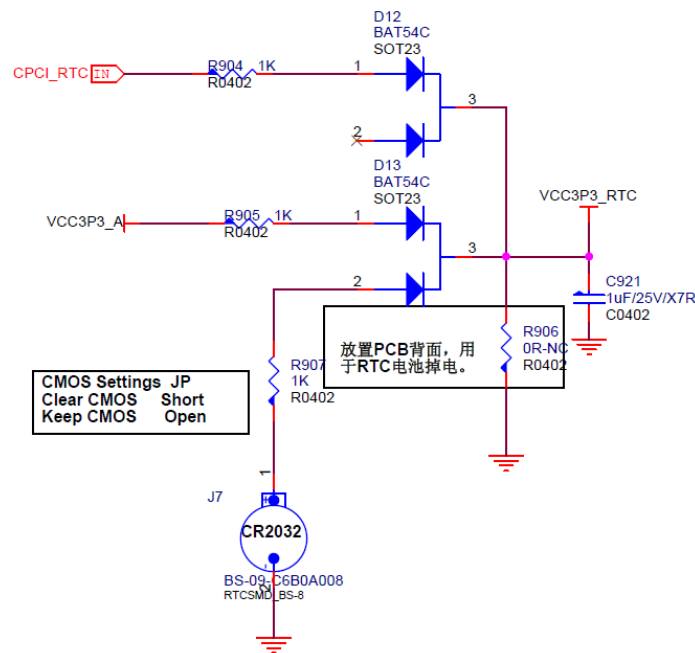 D12
BAT54C
SOT23
CPCI_RTC IN
R904 1K
R0402
1
3
2
D13
BAT54C
SOT23
VCC3P3_RTC
VCC3P3_A
R905 1K
R0402
1
3
2
C921
1uF/25V/X7R
C0402
放置PCB背面，用
于RTC电池掉电。
R906
0R-NC
R0402
R907
1K
R0402
CMOS Settings JP
Clear CMOS Short
Keep CMOS Open
1
J7
+
CR2032
-
BS-09-C6B0A008
RTCSMD_BS-8
2